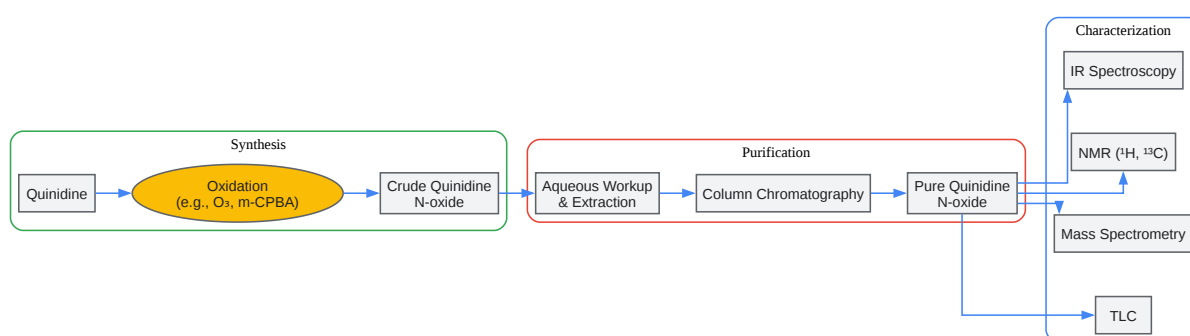 Synthesis
Quinidine
Oxidation
(e.g., O₃, m-CPBA)
Crude Quinidine
N-oxide
Purification
Aqueous Workup
& Extraction
Column Chromatography
Pure Quinidine
N-oxide
Characterization
IR Spectroscopy
NMR (¹H, ¹³C)
Mass Spectrometry
TLC